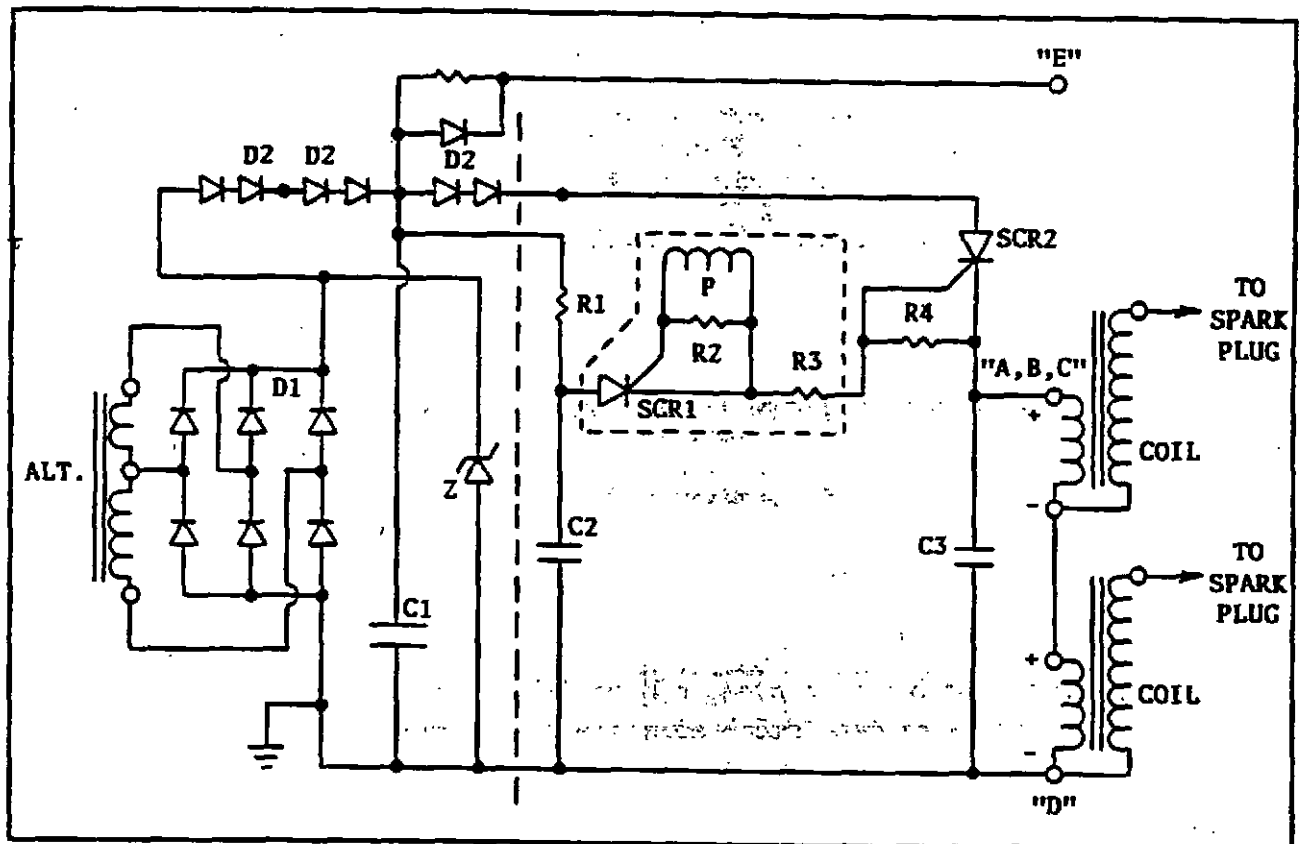 "E"
D2 D2 D2
SCR2
R1
P
R2
R4
R3
SCR1
"A,B,C"
+
-
TO
SPARK
PLUG
COIL
D1
ALT.
Z
C2
C3
C1
TO
SPARK
PLUG
+
-
COIL
"D"